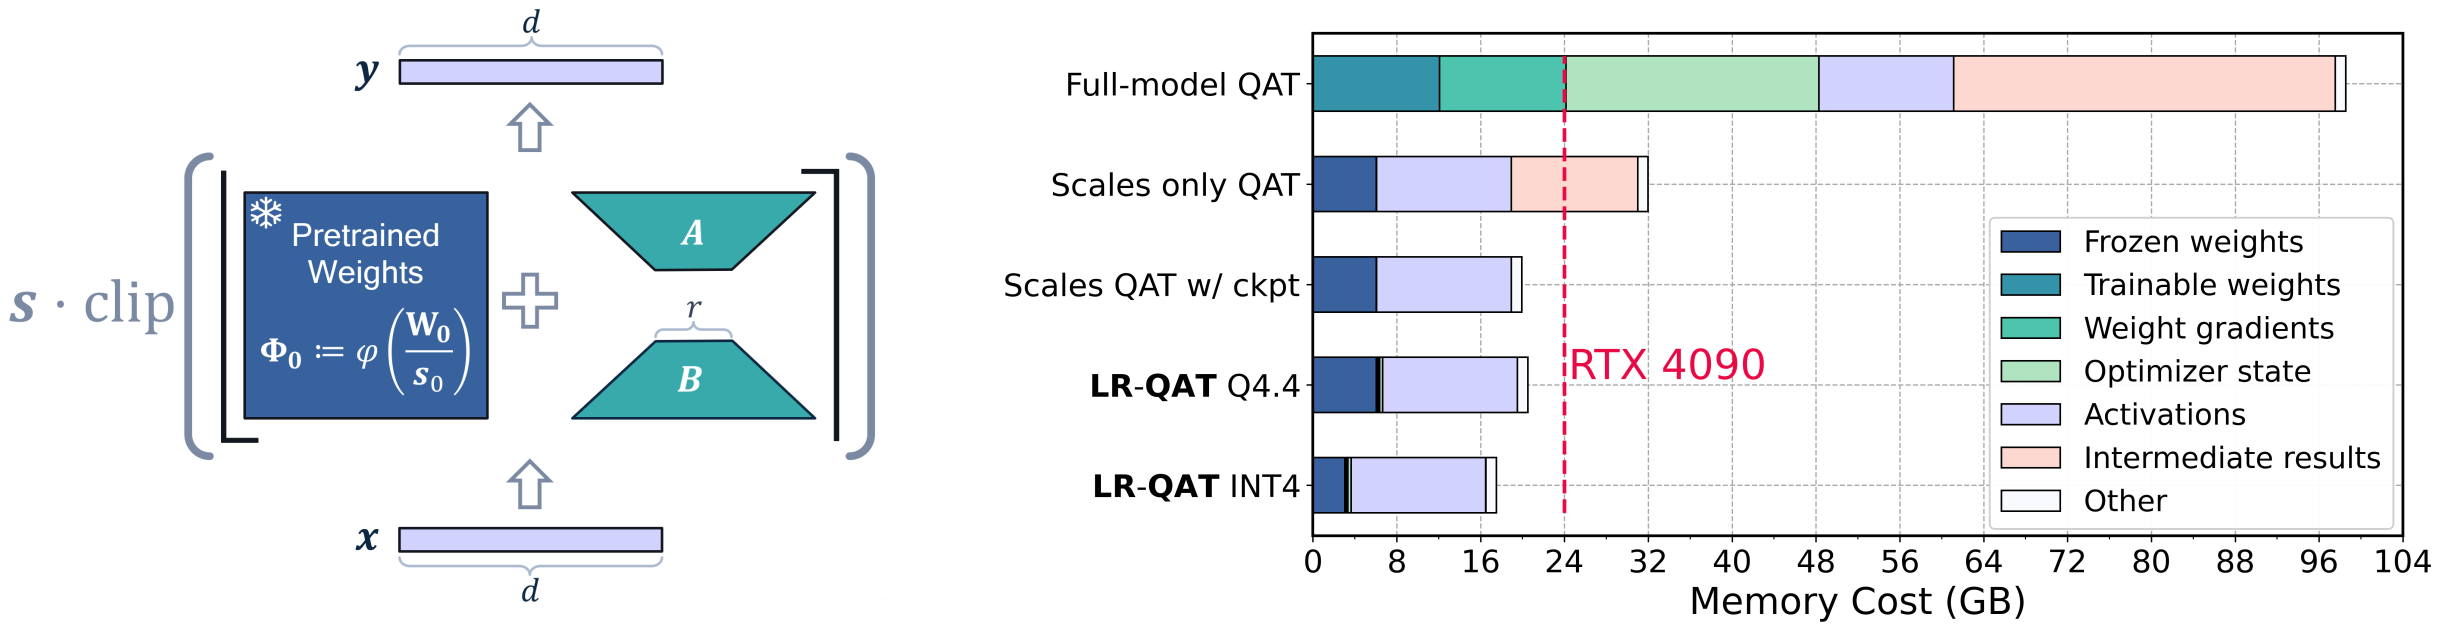 d
y
s · clip
Pretrained
Weights
Φ₀ ≔ φ(W₀/s₀)
A
r
B
x
d
Full-model QAT
Scales only QAT
Scales QAT w/ ckpt
LR-QAT Q4.4
LR-QAT INT4
RTX 4090
Frozen weights
Trainable weights
Weight gradients
Optimizer state
Activations
Intermediate results
Other
0 8 16 24 32 40 48 56 64 72 80 88 96 104
Memory Cost (GB)